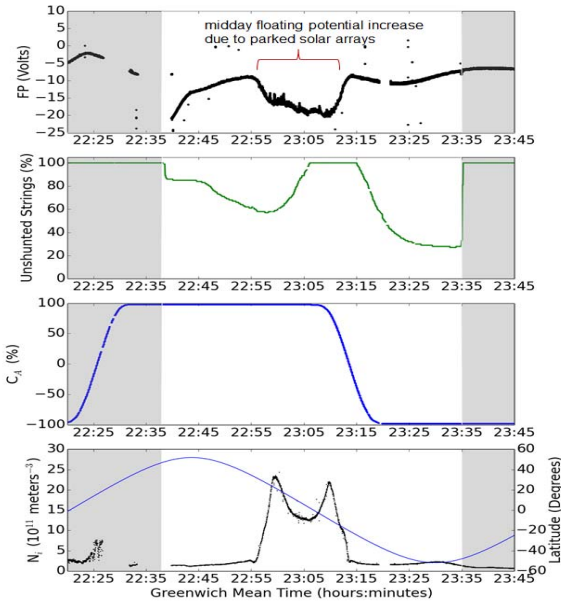 midday floating potential increase
due to parked solar arrays
FP (Volts)
10
5
0
−5
−10
−15
−20
−25
22:25 22:35 22:45 22:55 23:05 23:15 23:25 23:35 23:45
Unshunted Strings (%)
100
80
60
40
20
0
22:25 22:35 22:45 22:55 23:05 23:15 23:25 23:35 23:45
C_A (%)
100
50
0
−50
−100
22:25 22:35 22:45 22:55 23:05 23:15 23:25 23:35 23:45
N_i (10^11 meters^−3)
30
25
20
15
10
5
0
Latitude (Degrees)
60
40
20
0
−20
−40
−60
22:25 22:35 22:45 22:55 23:05 23:15 23:25 23:35 23:45
Greenwich Mean Time (hours:minutes)